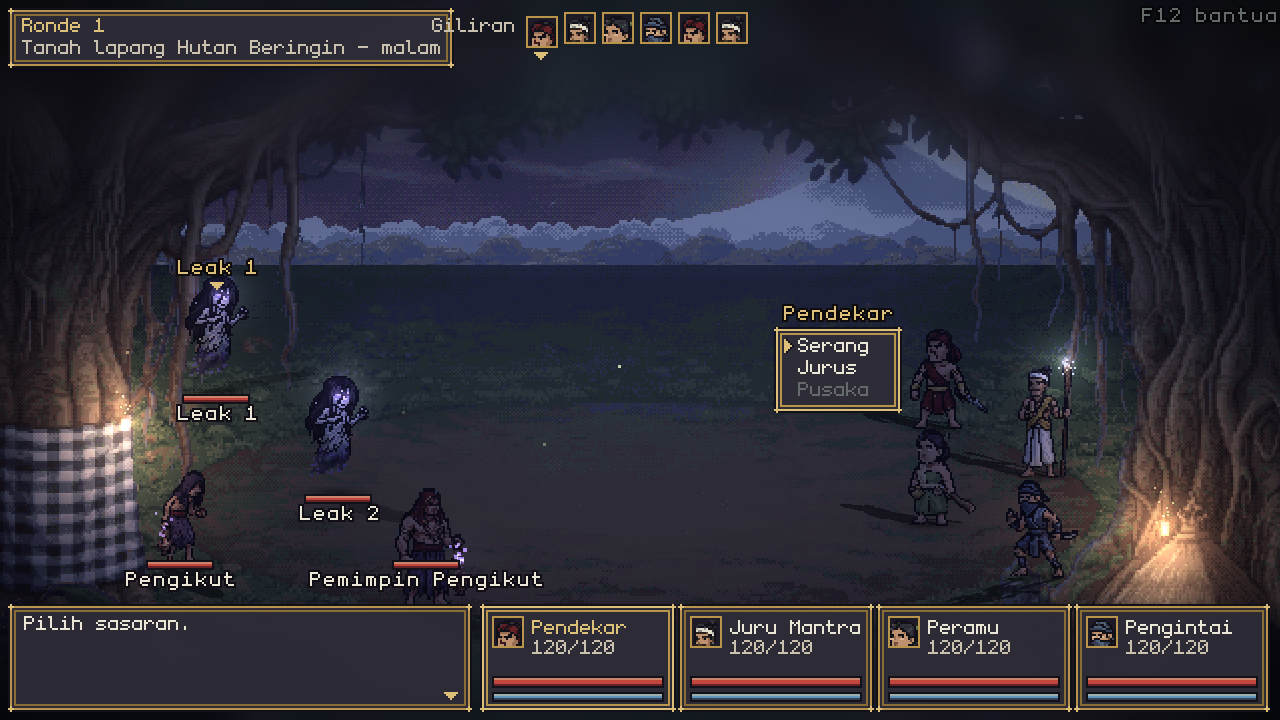 Ronde 1
Tanah lapang Hutan Beringin - malam
Giliran
F12 bantua
Leak 1
Pendekar
Serang
Jurus
Pusaka
Leak 1
Leak 2
Pengikut
Pemimpin Pengikut
Pilih sasaran.
Pendekar
120/120
Juru Mantra
120/120
Peramu
120/120
Pengintai
120/120